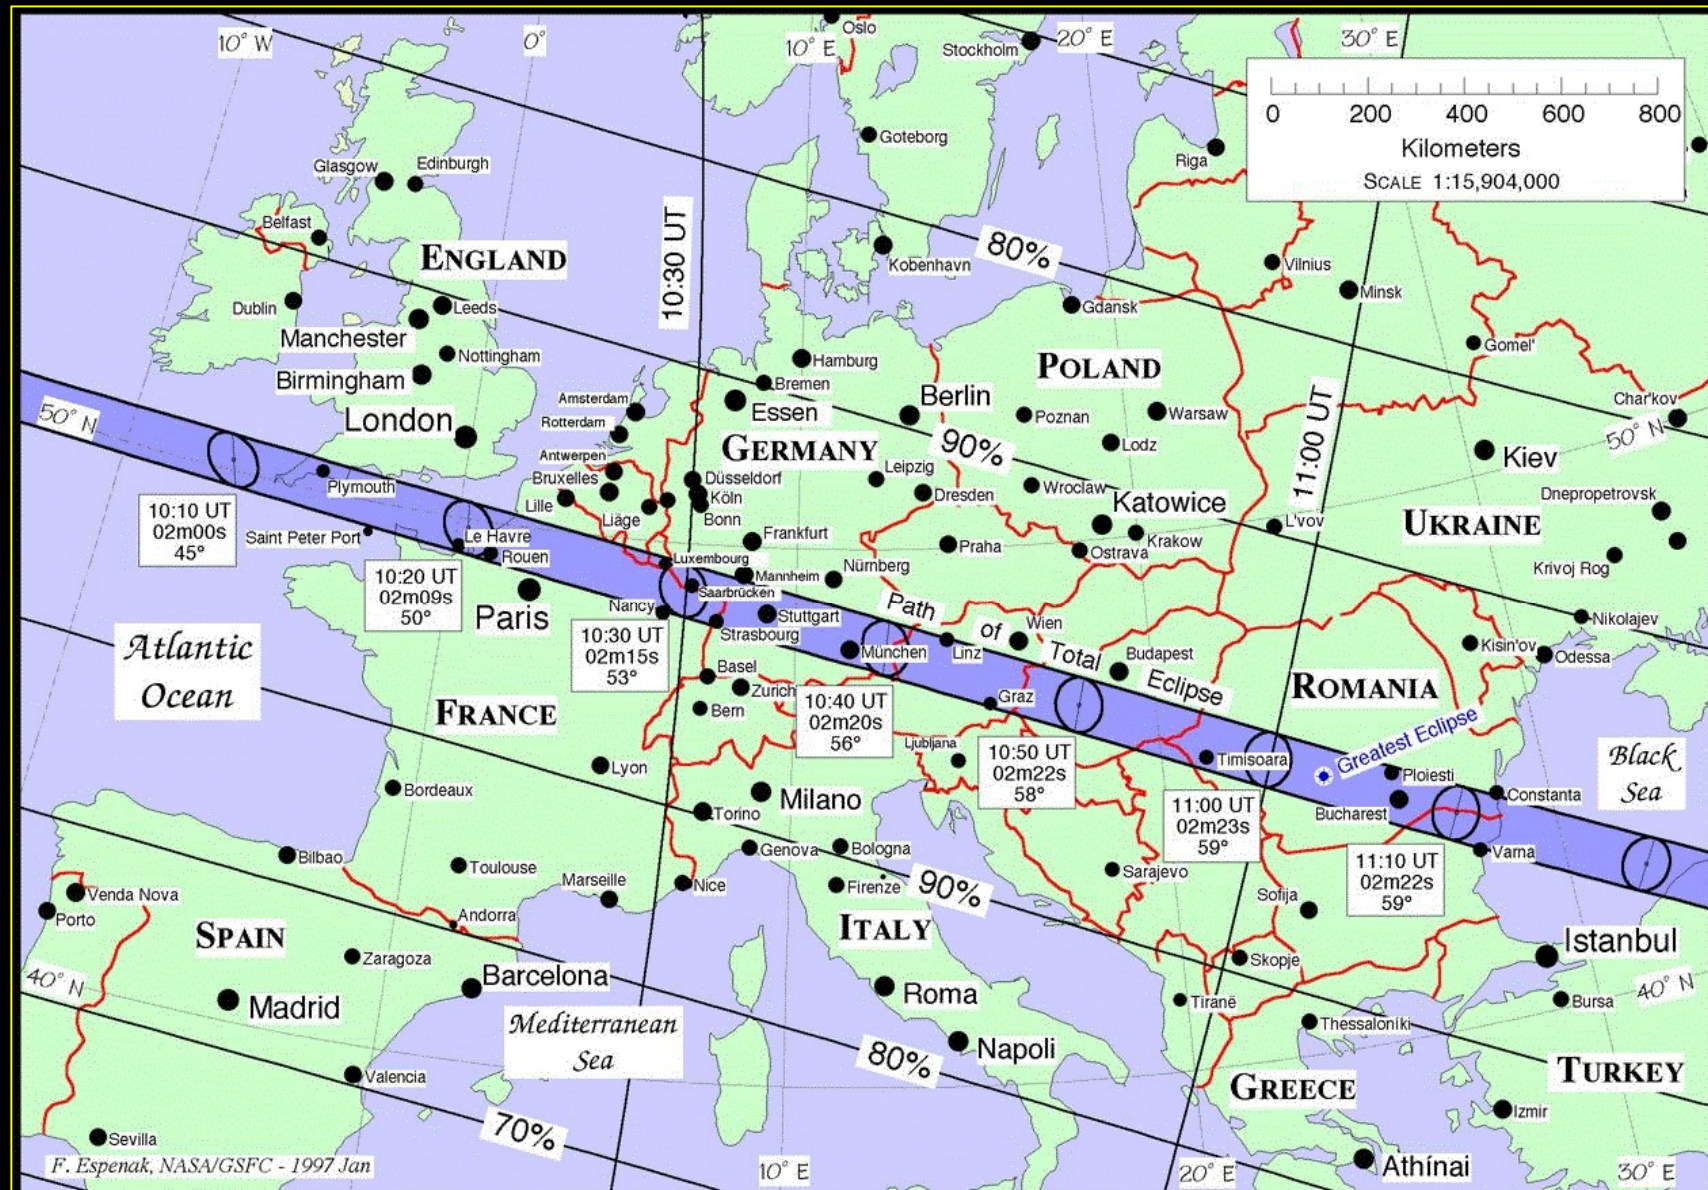 10° W
0°
10° E
Oslo
Stockholm
20° E
30° E
0 200 400 600 800
Kilometers
SCALE 1:15,904,000
Goteborg
Riga
Glasgow
Edinburgh
Belfast
ENGLAND
10:30 UT
80%
Kobenhavn
Vilnius
Minsk
Dublin
Leeds
Gdansk
Manchester
Nottingham
Hamburg
Gomel'
Birmingham
Bremen
POLAND
Amsterdam
Essen
Berlin
Poznan
Warsaw
11:00 UT
Char'kov
50° N
London
Rotterdam
GERMANY
90%
Lodz
50° N
Antwerpen
Kiev
Plymouth
Bruxelles
Düsseldorf
Leipzig
Wroclaw
Lille
Köln
Dresden
Katowice
Dnepropetrovsk
Liäge
Bonn
L'vov
UKRAINE
10:10 UT
02m00s
45°
Saint Peter Port
Le Havre
Frankfurt
Praha
Krakow
Rouen
Luxembourg
Ostrava
Krivoj Rog
10:20 UT
02m09s
50°
Mannheim
Nürnberg
Saarbrücken
Paris
Nancy
Stuttgart
Path of Total Eclipse
Wien
Nikolajev
Strasbourg
10:30 UT
02m15s
53°
München
Linz
Budapest
Kisin'ov
Odessa
Atlantic
Ocean
Basel
Zurich
Bern
Graz
ROMANIA
FRANCE
10:40 UT
02m20s
56°
Ljubljana
10:50 UT
02m22s
58°
Timisoara
Greatest Eclipse
Black
Sea
Lyon
Ploiesti
Bordeaux
Milano
Constanta
Torino
11:00 UT
02m23s
59°
Bucharest
Bilbao
Toulouse
Genova
Bologna
Varna
11:10 UT
02m22s
59°
Venda Nova
Marseille
Nice
Firenze
90%
Sarajevo
Porto
Andorra
Sofija
SPAIN
ITALY
Istanbul
Zaragoza
Skopje
40° N
Barcelona
Roma
40° N
Madrid
Tiranë
Bursa
Mediterranean
Sea
Thessaloníki
Napoli
80%
TURKEY
Valencia
GREECE
70%
Izmir
Sevilla
F. Espenak, NASA/GSFC - 1997 Jan
10° E
20° E
Athínai
30° E